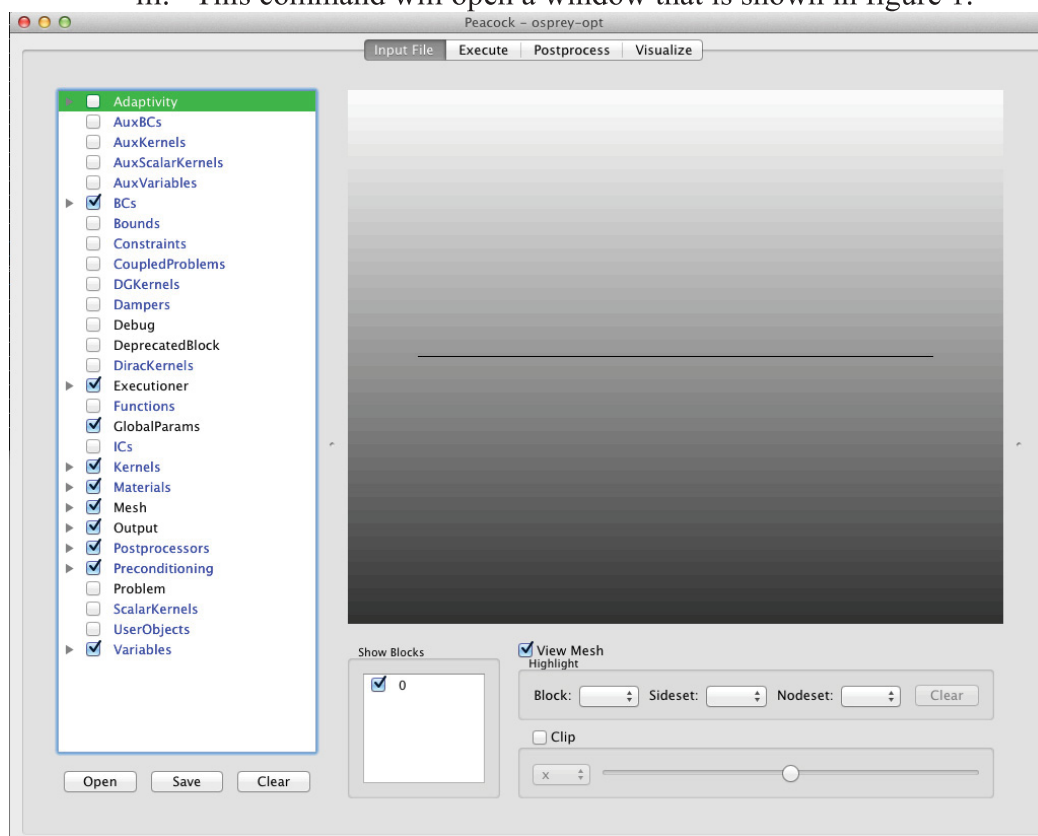 This command will open a window that is shown in figure 1.
Peacock - osprey-opt
Input File Execute Postprocess Visualize
Adaptivity
AuxBCs
AuxKernels
AuxScalarKernels
AuxVariables
BCs
Bounds
Constraints
CoupledProblems
DGKernels
Dampers
Debug
DeprecatedBlock
DiracKernels
Executioner
Functions
GlobalParams
ICs
Kernels
Materials
Mesh
Output
Postprocessors
Preconditioning
Problem
ScalarKernels
UserObjects
Variables
Open Save Clear
Show Blocks
0
View Mesh
Highlight
Block: Sideset: Nodeset: Clear
Clip
x